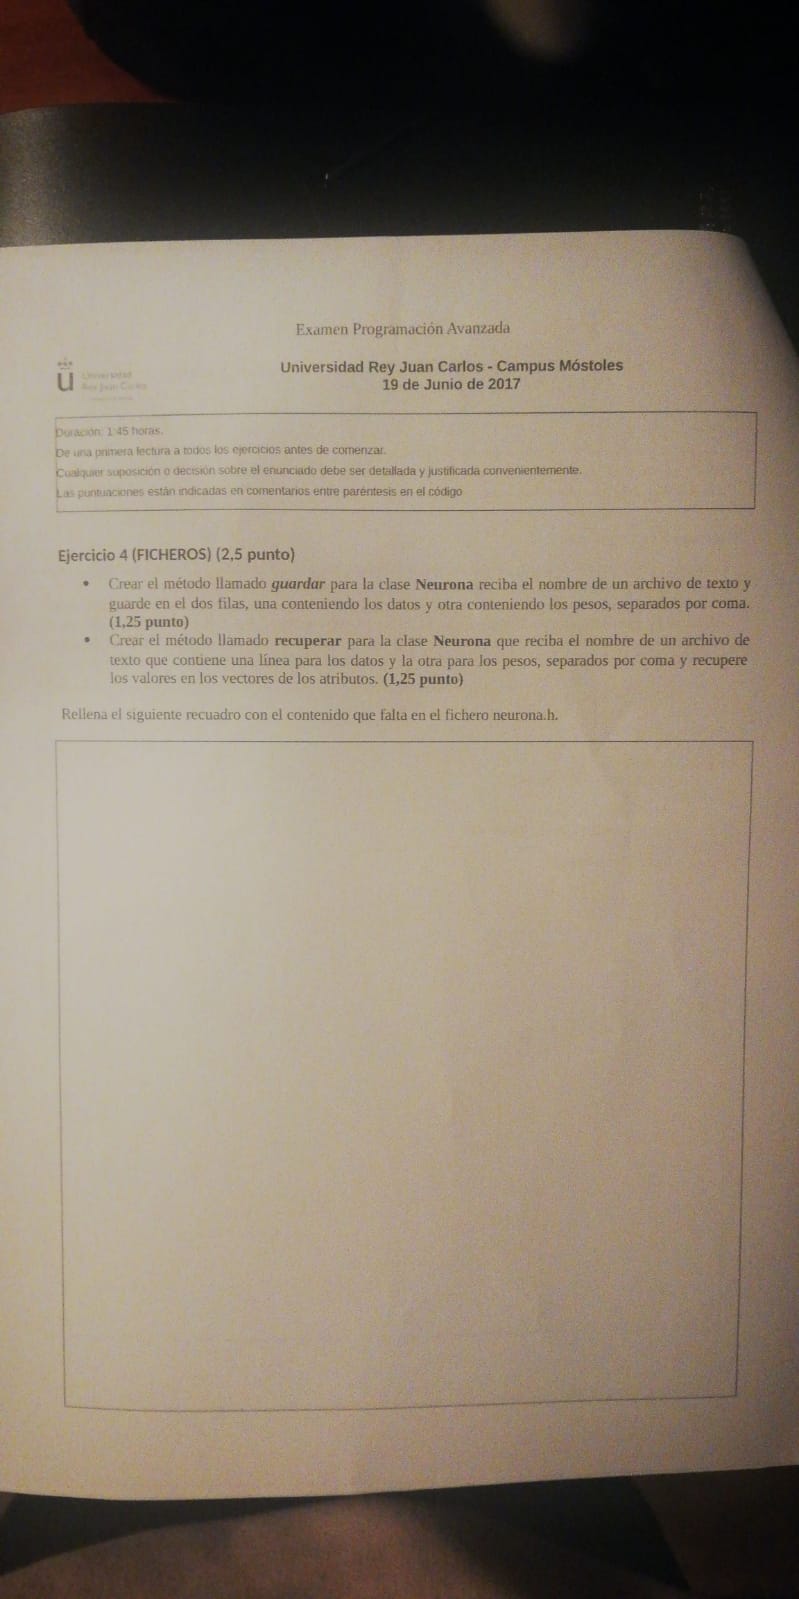 Examen Programación Avanzada
Universidad
Rey Juan Carlos
Universidad Rey Juan Carlos - Campus Móstoles
19 de Junio de 2017
Duración: 1:45 horas.
De una primera lectura a todos los ejercicios antes de comenzar.
Cualquier suposición o decisión sobre el enunciado debe ser detallada y justificada convenientemente.
Las puntuaciones están indicadas en comentarios entre paréntesis en el código
Ejercicio 4 (FICHEROS) (2,5 punto)
• Crear el método llamado guardar para la clase Neurona reciba el nombre de un archivo de texto y
guarde en el dos filas, una conteniendo los datos y otra conteniendo los pesos, separados por coma.
(1,25 punto)
• Crear el método llamado recuperar para la clase Neurona que reciba el nombre de un archivo de
texto que contiene una línea para los datos y la otra para los pesos, separados por coma y recupere
los valores en los vectores de los atributos. (1,25 punto)
Rellena el siguiente recuadro con el contenido que falta en el fichero neurona.h.